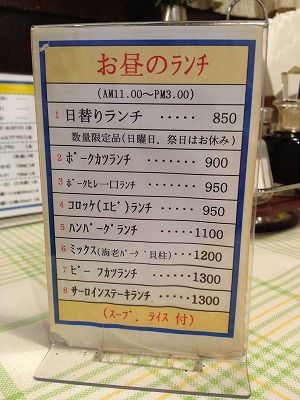 お昼のﾗﾝﾁ
(AM11.00～PM3.00)
1 日替りランチ ・・・・・ 850
数量限定品(日曜日．祭日はお休み)
2 ﾎﾟｰｸカツランチ ・・・・ 900
3 ﾎﾟｰｸヒレ一口ランチ ・・・・ 950
4 コロッケ(エビ)ランチ ・・・ 950
5 ハンバｰグランチ ・・・・1100
6 ミックス(海老ﾊﾞｰｸﾞ貝柱)・・・1200
7 ビー フカツランチ ・・・・1300
8 サーロインステーキランチ ・・・・・1300
(ｽｰﾌﾟ．ﾗｲｽ 付)